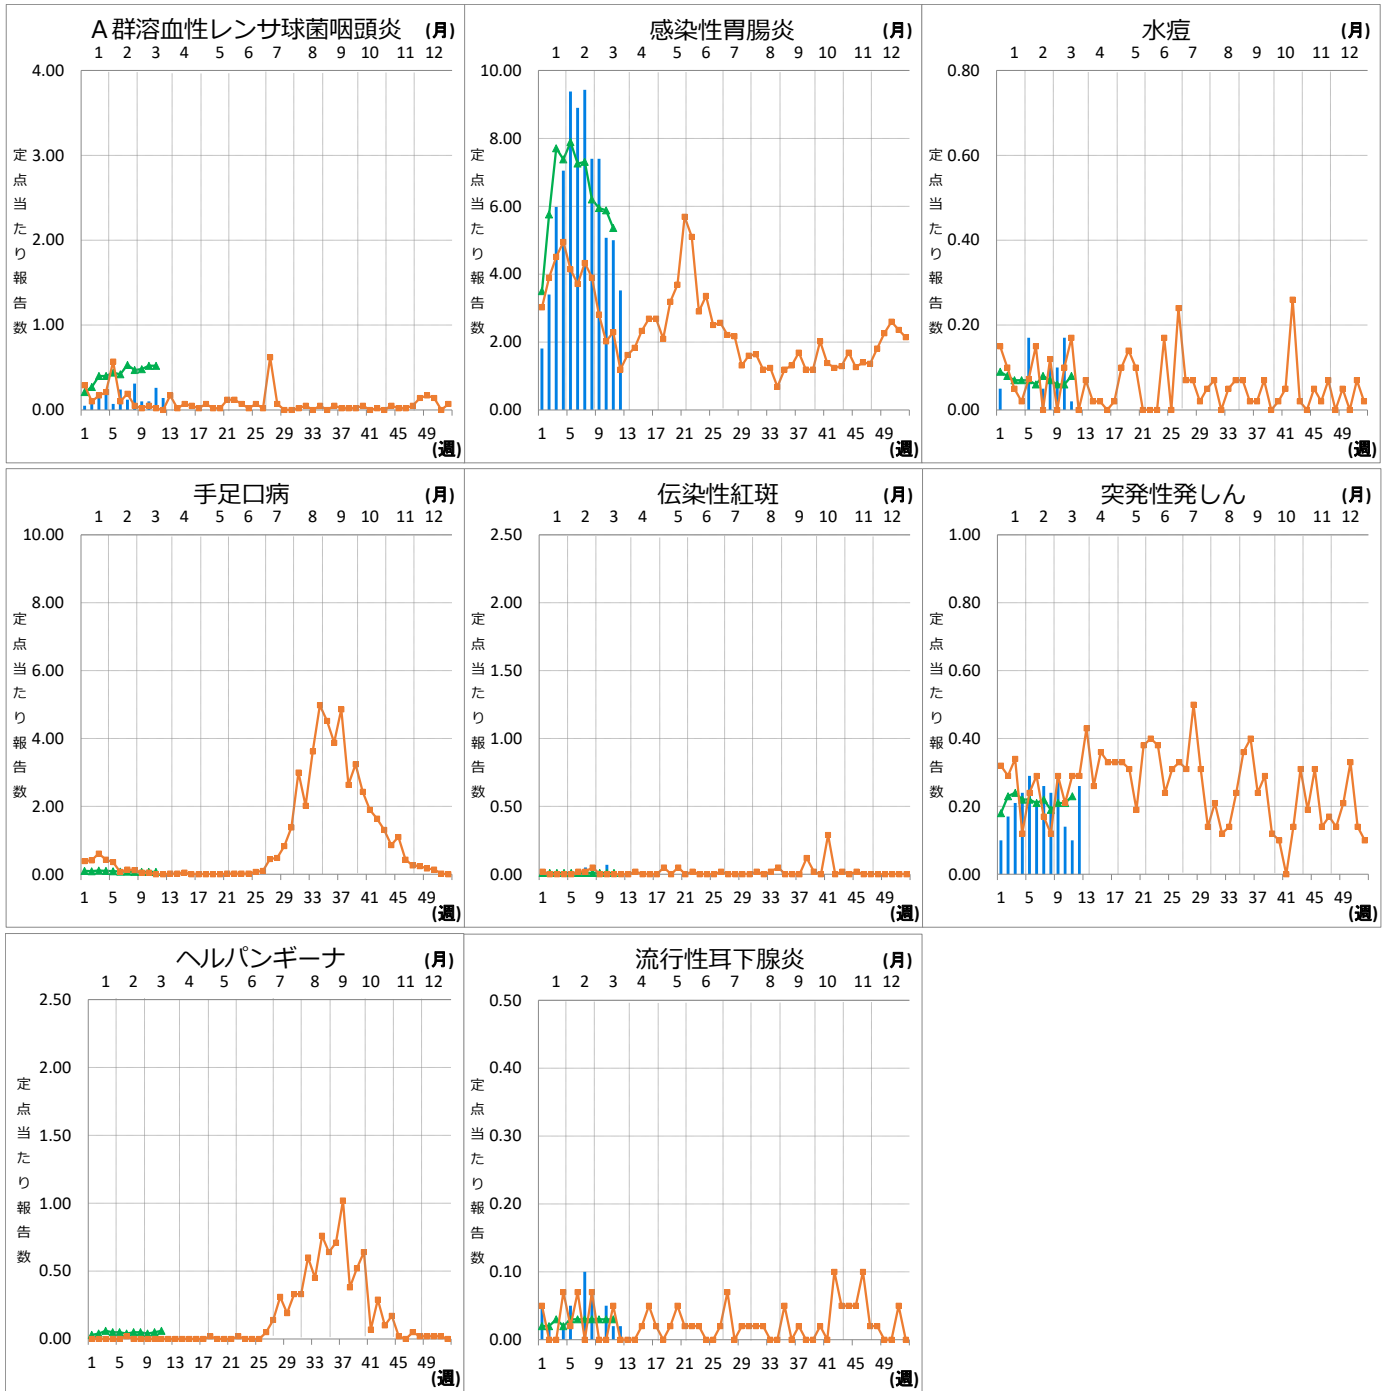 A群溶血性レンサ球菌咽頭炎 (月)
1 2 3 4 5 6 7 8 9 10 11 12
4.00
3.00
2.00
1.00
0.00
定点当たり報告数
1 5 9 13 17 21 25 29 33 37 41 45 49
(週)
感染性胃腸炎 (月)
1 2 3 4 5 6 7 8 9 10 11 12
10.00
8.00
6.00
4.00
2.00
0.00
定点当たり報告数
1 5 9 13 17 21 25 29 33 37 41 45 49
(週)
水痘 (月)
1 2 3 4 5 6 7 8 9 10 11 12
0.80
0.60
0.40
0.20
0.00
定点当たり報告数
1 5 9 13 17 21 25 29 33 37 41 45 49
(週)
手足口病 (月)
1 2 3 4 5 6 7 8 9 10 11 12
10.00
8.00
6.00
4.00
2.00
0.00
定点当たり報告数
1 5 9 13 17 21 25 29 33 37 41 45 49
(週)
伝染性紅斑 (月)
1 2 3 4 5 6 7 8 9 10 11 12
2.50
2.00
1.50
1.00
0.50
0.00
定点当たり報告数
1 5 9 13 17 21 25 29 33 37 41 45 49
(週)
突発性発しん (月)
1 2 3 4 5 6 7 8 9 10 11 12
1.00
0.80
0.60
0.40
0.20
0.00
定点当たり報告数
1 5 9 13 17 21 25 29 33 37 41 45 49
(週)
ヘルパンギーナ (月)
1 2 3 4 5 6 7 8 9 10 11 12
2.50
2.00
1.50
1.00
0.50
0.00
定点当たり報告数
1 5 9 13 17 21 25 29 33 37 41 45 49
(週)
流行性耳下腺炎 (月)
1 2 3 4 5 6 7 8 9 10 11 12
0.50
0.40
0.30
0.20
0.10
0.00
定点当たり報告数
1 5 9 13 17 21 25 29 33 37 41 45 49
(週)